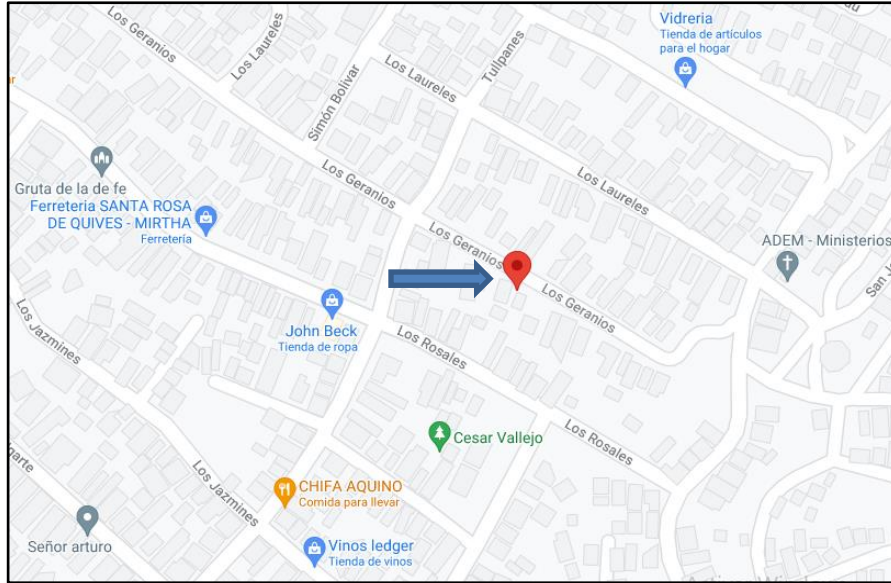 Vidreria
Tienda de artículos
para el hogar
Los Geranios
Los Laureles
Simón Bolivar
Los Laureles
Tulipanes
Gruta de la de fe
Ferreteria SANTA ROSA
DE QUIVES - MIRTHA
Ferretería
Los Geranios
Los Laureles
Los Geranios
ADEM - Ministerios
Los Geranios
Los Jazmines
John Beck
Tienda de ropa
Los Rosales
Los Rosales
Cesar Vallejo
Los Jazmines
CHIFA AQUINO
Comida para llevar
Señor arturo
Vinos ledger
Tienda de vinos